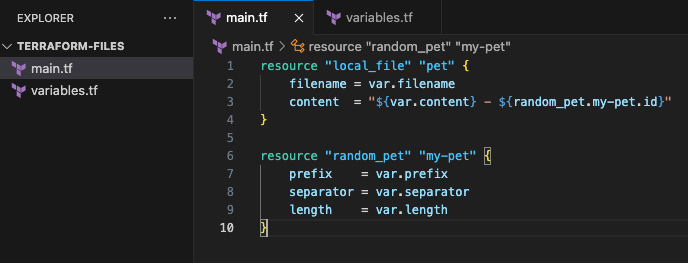 EXPLORER ...
TERRAFORM-FILES
main.tf
variables.tf
main.tf ×
variables.tf
main.tf > resource "random_pet" "my-pet"
1 resource "local_file" "pet" {
2     filename = var.filename
3     content  = "${var.content} - ${random_pet.my-pet.id}"
4 }
5
6 resource "random_pet" "my-pet" {
7     prefix    = var.prefix
8     separator = var.separator
9     length    = var.length
10 }